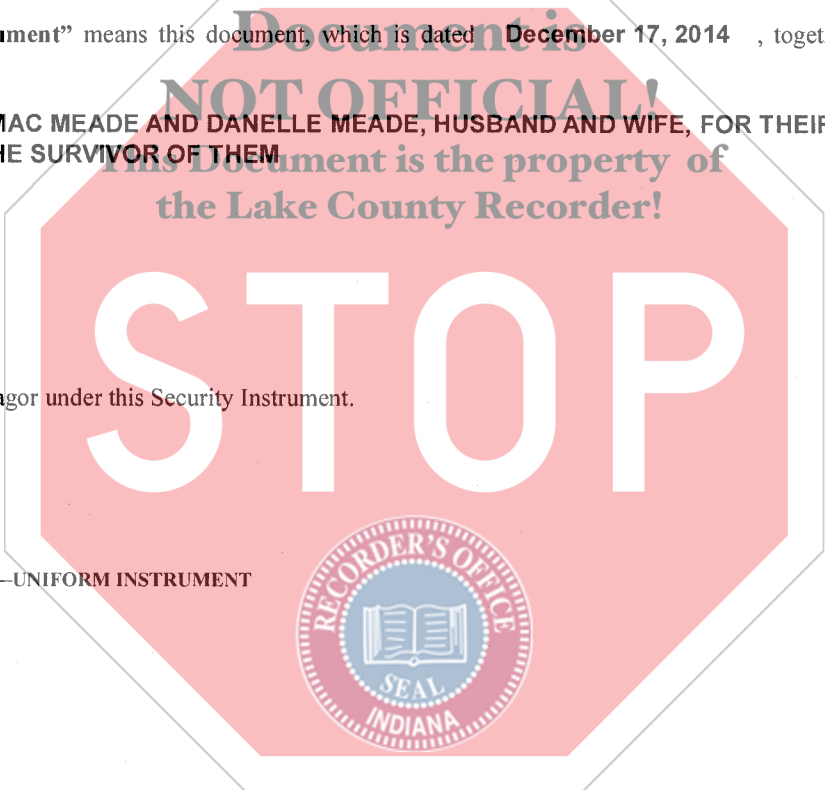 Document is
ument” means this document, which is dated December 17, 2014 , toget
NOT OFFICIAL!
MAC MEADE AND DANELLE MEADE, HUSBAND AND WIFE, FOR THEIR
HE SURVIVOR OF THEM
This Document is the property of
the Lake County Recorder!
STOP
agor under this Security Instrument.
RECORDER'S OFFICE
–UNIFORM INSTRUMENT
SEAL
INDIANA